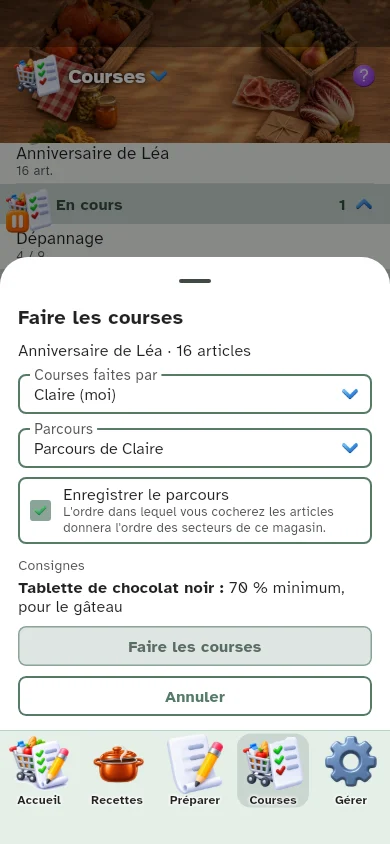 Courses
?
Anniversaire de Léa
16 art.
En cours
1
Dépannage
4 / 9
Faire les courses
Anniversaire de Léa · 16 articles
Courses faites par
Claire (moi)
Parcours
Parcours de Claire
Enregistrer le parcours
L'ordre dans lequel vous cocherez les articles
donnera l'ordre des secteurs de ce magasin.
Consignes
Tablette de chocolat noir : 70 % minimum,
pour le gâteau
Faire les courses
Annuler
Accueil
Recettes
Préparer
Courses
Gérer